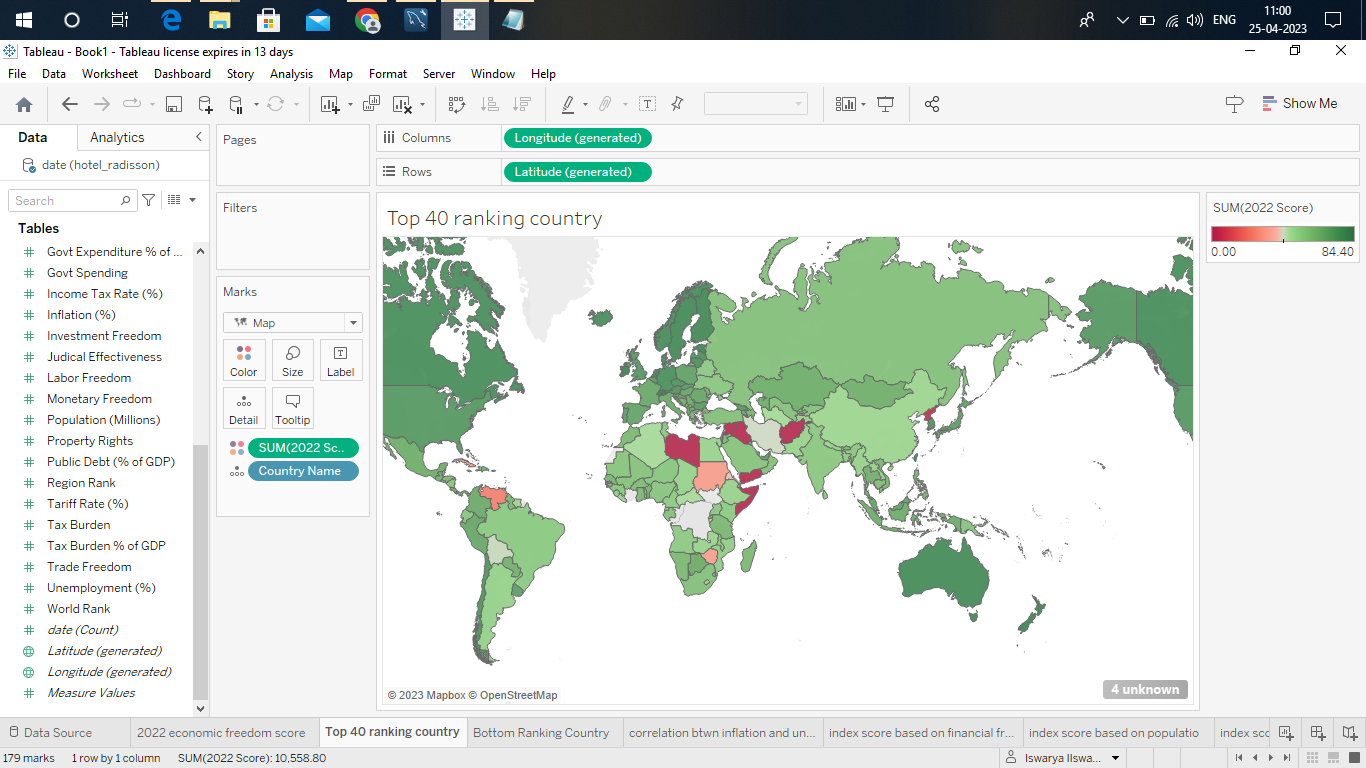 ENG
11:00
25-04-2023
Tableau - Book1 - Tableau license expires in 13 days
File Data Worksheet Dashboard Story Analysis Map Format Server Window Help
Show Me
Data Analytics
date (hotel_radisson)
Search
Tables
Govt Expenditure % of ...
Govt Spending
Income Tax Rate (%)
Inflation (%)
Investment Freedom
Judical Effectiveness
Labor Freedom
Monetary Freedom
Population (Millions)
Property Rights
Public Debt (% of GDP)
Region Rank
Tariff Rate (%)
Tax Burden
Tax Burden % of GDP
Trade Freedom
Unemployment (%)
World Rank
date (Count)
Latitude (generated)
Longitude (generated)
Measure Values
Pages
Filters
Marks
Map
Color Size Label
Detail Tooltip
SUM(2022 Sc..
Country Name
Columns Longitude (generated)
Rows Latitude (generated)
Top 40 ranking country
© 2023 Mapbox © OpenStreetMap
4 unknown
SUM(2022 Score)
0.00 84.40
Data Source 2022 economic freedom score Top 40 ranking country Bottom Ranking Country correlation btwn inflation and un... index score based on financial fr... index score based on populatio index sc
179 marks 1 row by 1 column SUM(2022 Score): 10,558.80 Iswarya IIswa...